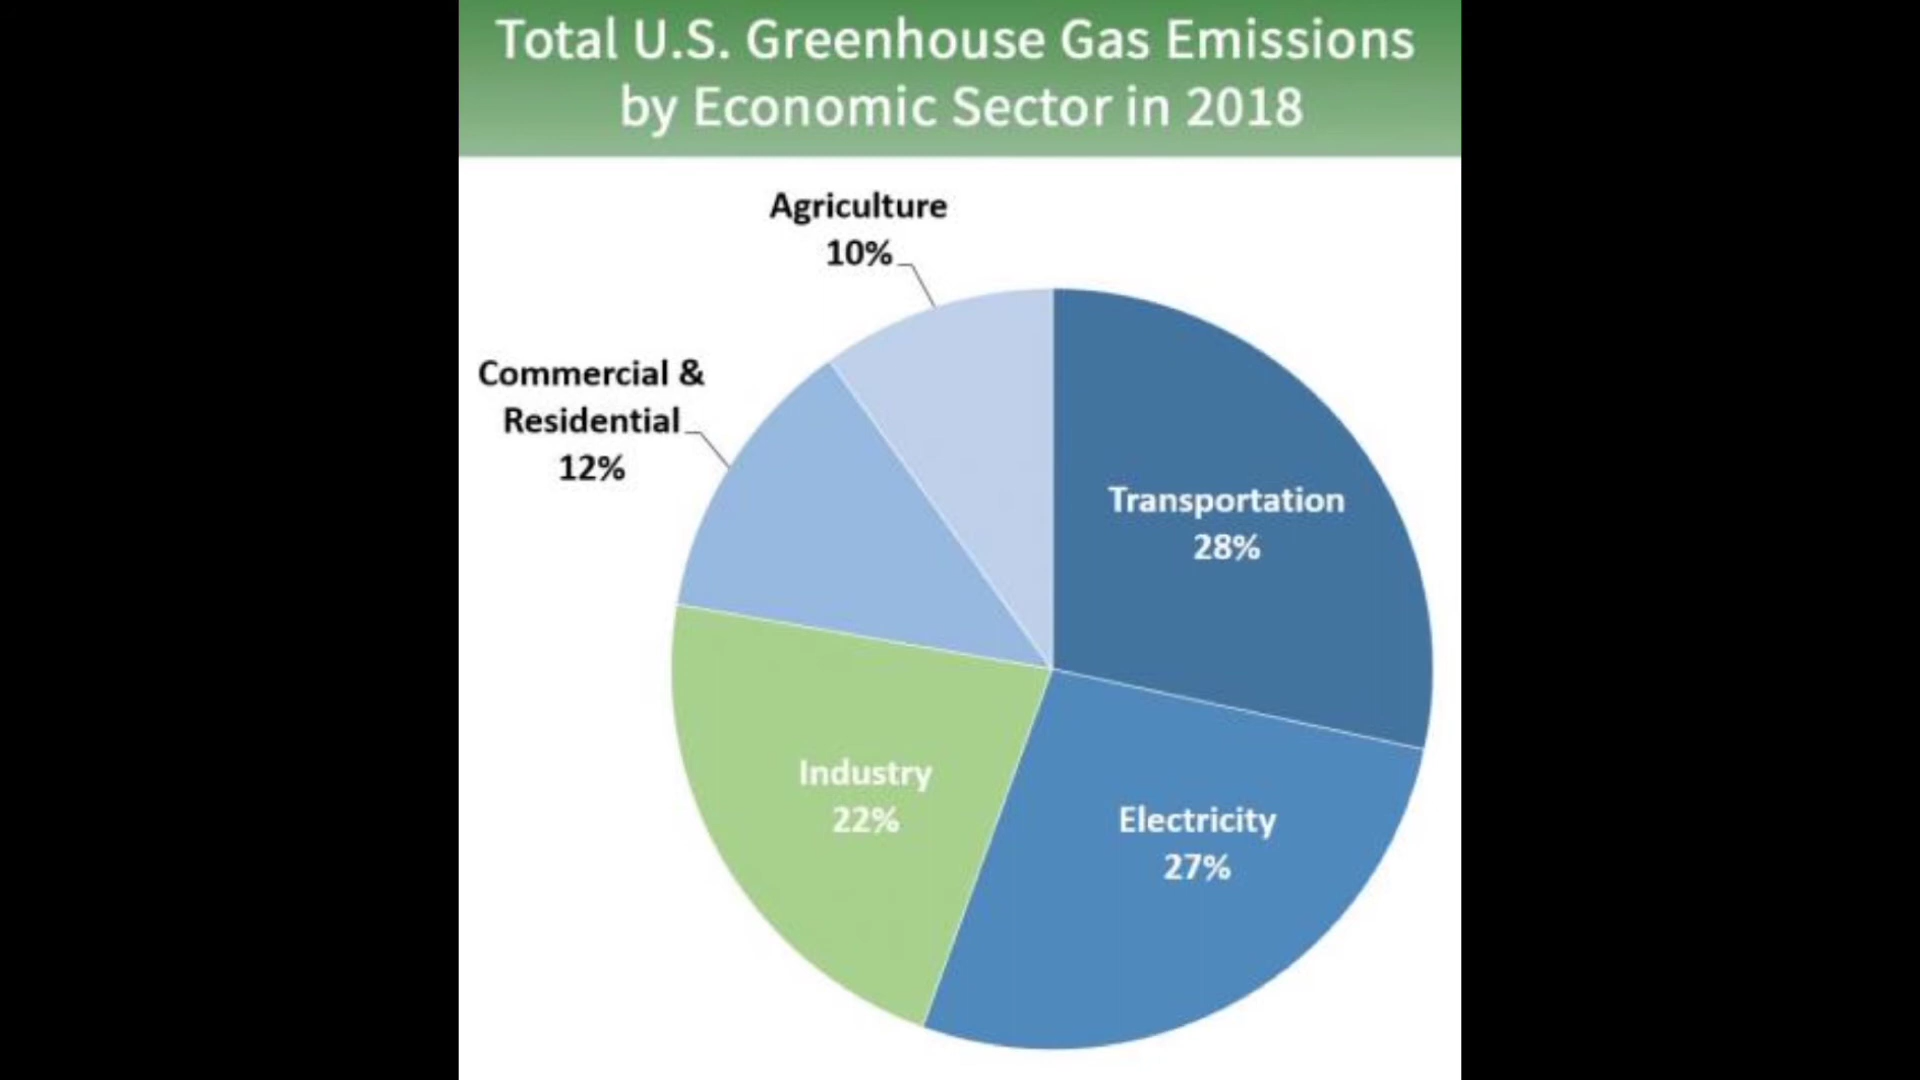 Total U.S. Greenhouse Gas Emissions
by Economic Sector in 2018
Agriculture
10%
Commercial &
Residential
12%
Transportation
28%
Industry
22%
Electricity
27%